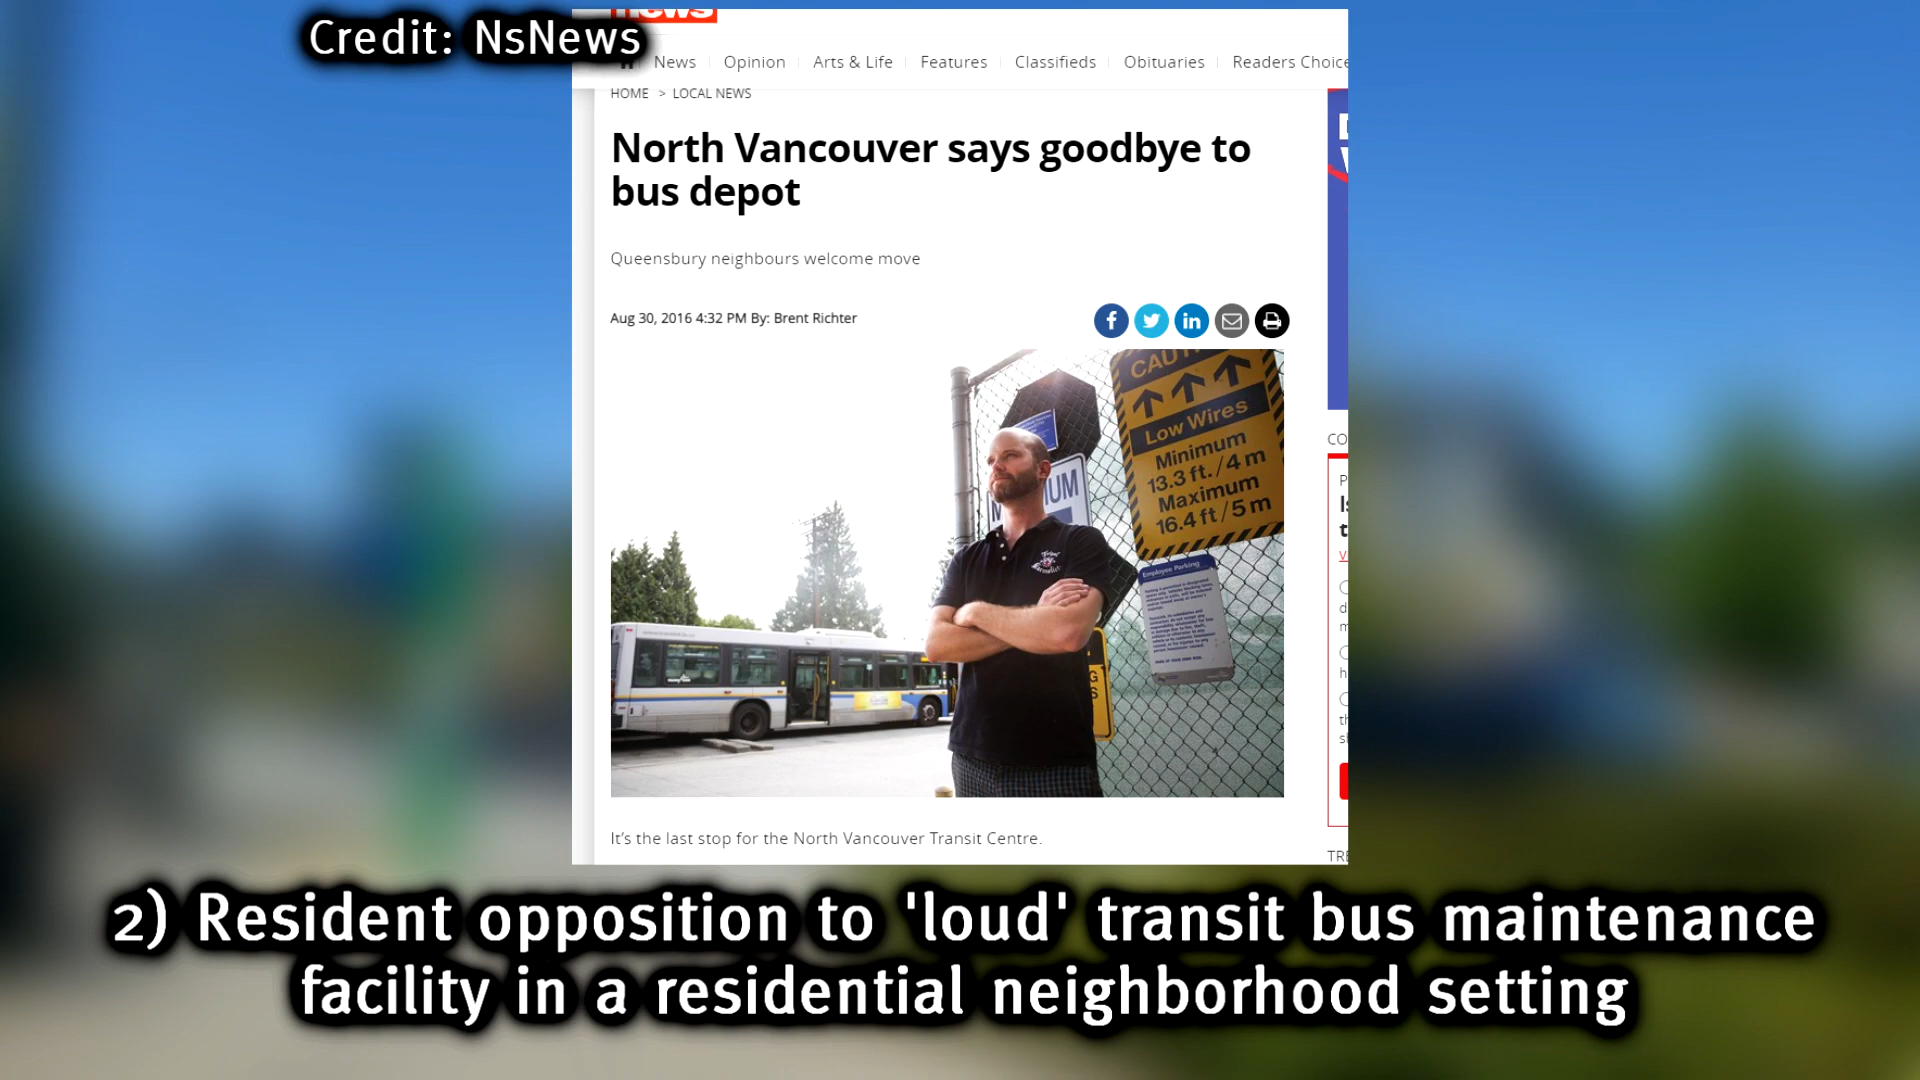 Credit: NsNews
news
News Opinion Arts & Life Features Classifieds Obituaries Readers Choice
HOME > LOCAL NEWS
North Vancouver says goodbye to
bus depot
Queensbury neighbours welcome move
Aug 30, 2016 4:32 PM By: Brent Richter
Low Wires
Minimum
13.3 ft./4 m
Maximum
16.4 ft/5 m
Employee Parking
It's the last stop for the North Vancouver Transit Centre.
2) Resident opposition to 'loud' transit bus maintenance
facility in a residential neighborhood setting